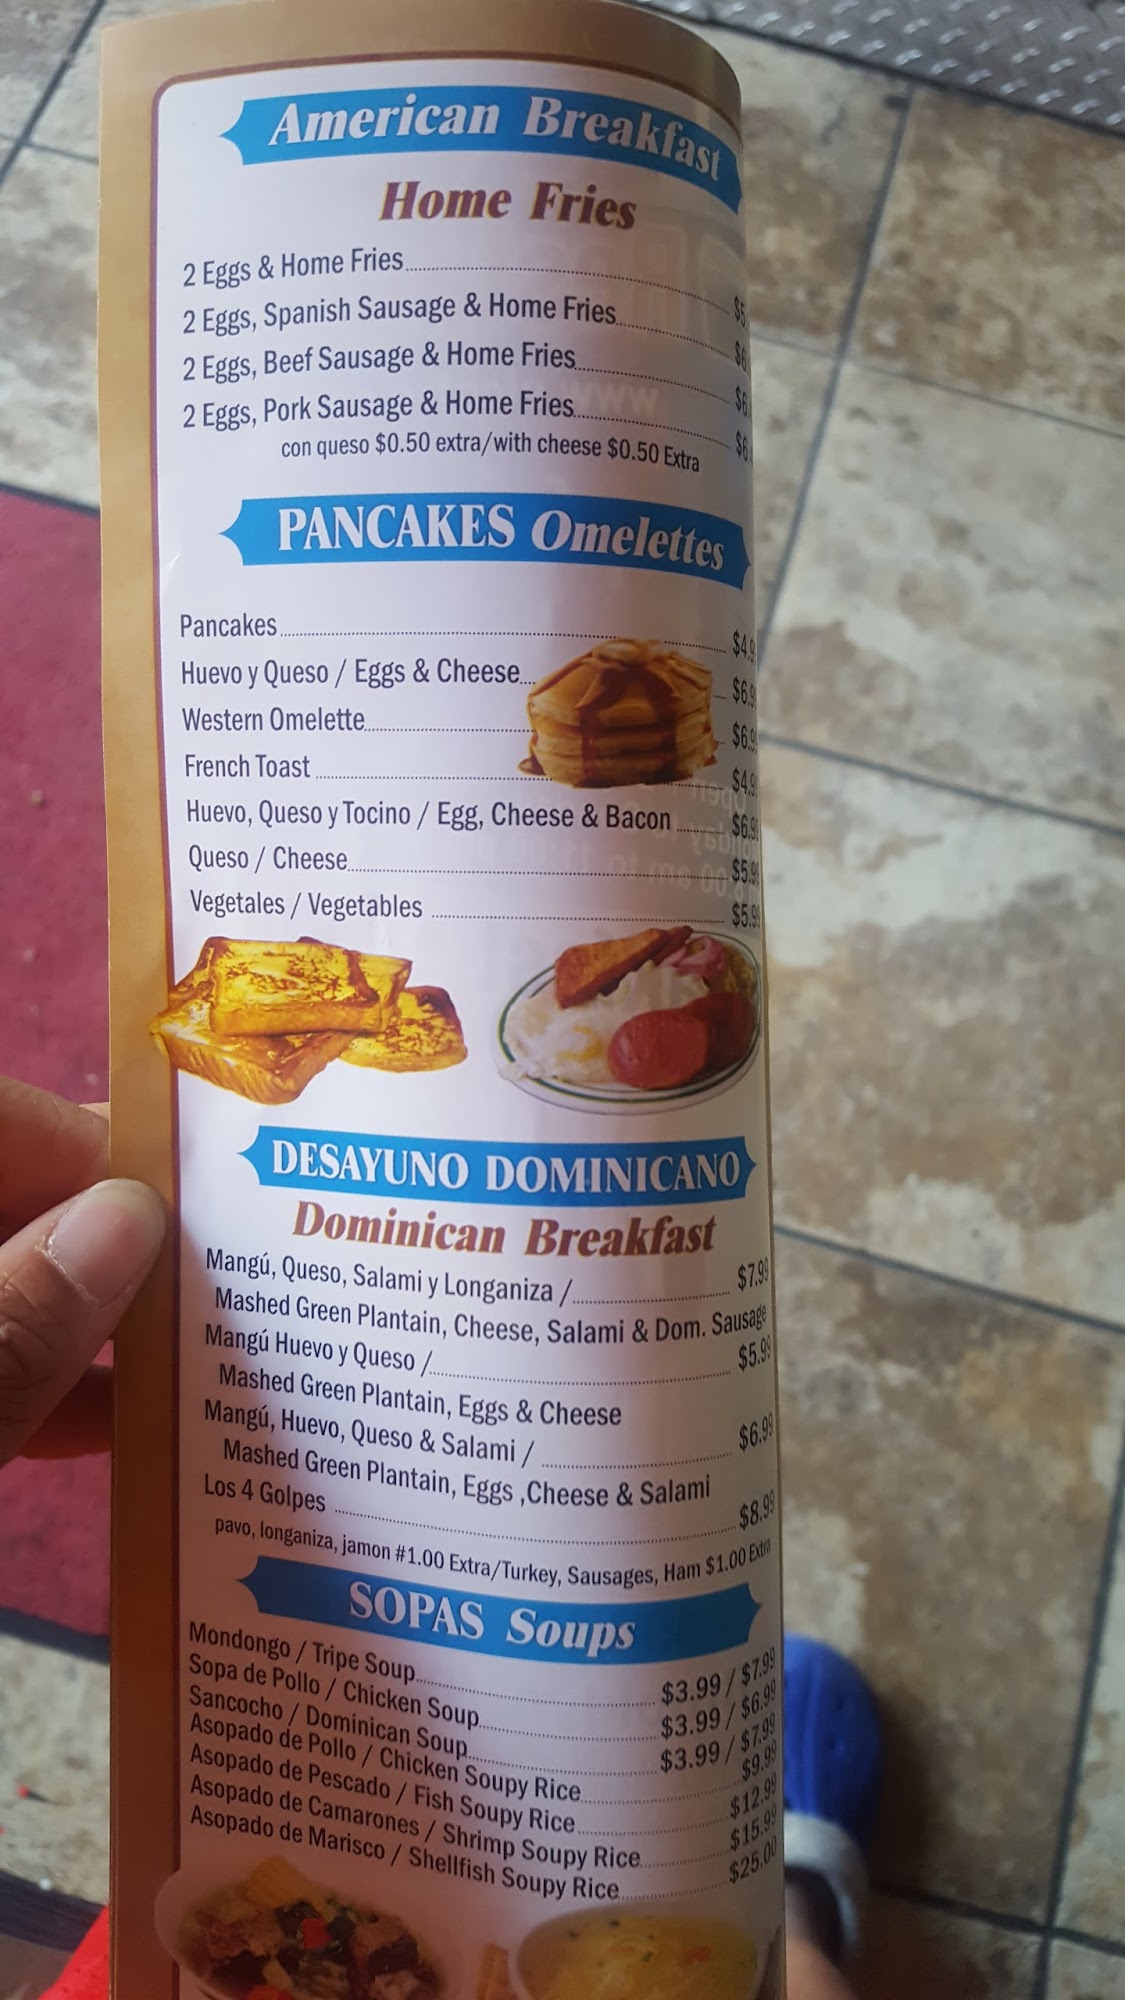 American Breakfast
Home Fries
2 Eggs & Home Fries
2 Eggs, Spanish Sausage & Home Fries
2 Eggs, Beef Sausage & Home Fries
2 Eggs, Pork Sausage & Home Fries
con queso $0.50 extra/with cheese $0.50 Extra
PANCAKES Omelettes
Pancakes
Huevo y Queso / Eggs & Cheese
Western Omelette
French Toast
Huevo, Queso y Tocino / Egg, Cheese & Bacon
Queso / Cheese $5.99
Vegetales / Vegetables $5.99
DESAYUNO DOMINICANO
Dominican Breakfast
Mangú, Queso, Salami y Longaniza / $7.99
Mashed Green Plantain, Cheese, Salami & Dom. Sausage
Mangú Huevo y Queso / $5.99
Mashed Green Plantain, Eggs & Cheese
Mangú, Huevo, Queso & Salami / $6.99
Mashed Green Plantain, Eggs ,Cheese & Salami
Los 4 Golpes $8.99
pavo, longaniza, jamon #1.00 Extra/Turkey, Sausages, Ham $1.00 Extra
SOPAS Soups
Mondongo / Tripe Soup $3.99 / $7.99
Sopa de Pollo / Chicken Soup $3.99 / $6.99
Sancocho / Dominican Soup $3.99 / $7.99
Asopado de Pollo / Chicken Soupy Rice $9.99
Asopado de Pescado / Fish Soupy Rice $12.99
Asopado de Camarones / Shrimp Soupy Rice $15.99
Asopado de Marisco / Shellfish Soupy Rice $25.00